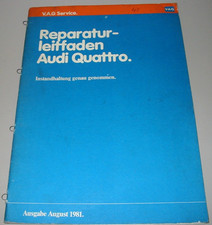 V.A.G Service.
Reparatur-
leitfaden
Audi Quattro.
Instandhaltung genau genommen.
Ausgabe August 1981.